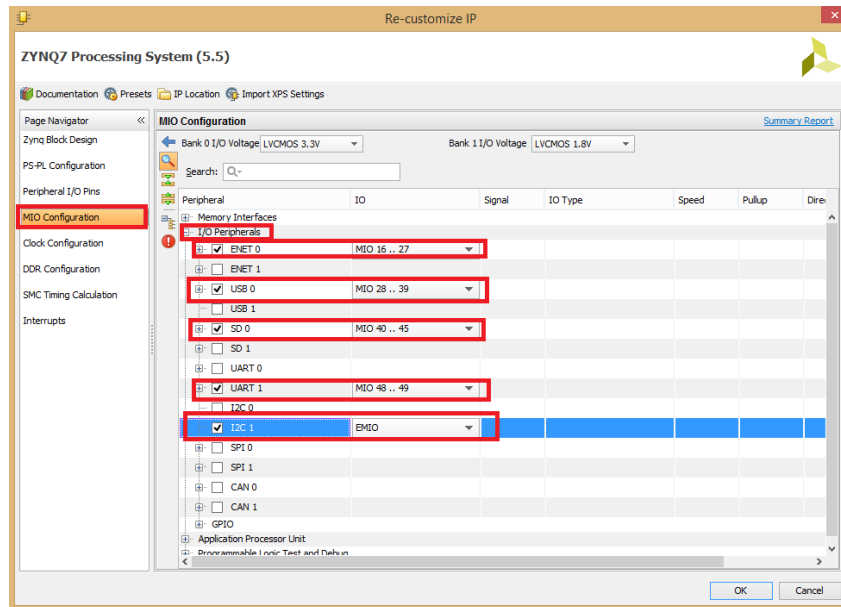 Re-customize IP
ZYNQ7 Processing System (5.5)
Documentation Presets IP Location Import XPS Settings
Page Navigator «
Zynq Block Design
PS-PL Configuration
Peripheral I/O Pins
MIO Configuration
Clock Configuration
DDR Configuration
SMC Timing Calculation
Interrupts
MIO Configuration Summary Report
Bank 0 I/O Voltage LVCMOS 3.3V Bank 1 I/O Voltage LVCMOS 1.8V
Search:
Peripheral IO Signal IO Type Speed Pullup Dire
Memory Interfaces
I/O Peripherals
ENET 0 MIO 16 .. 27
ENET 1
USB 0 MIO 28 .. 39
USB 1
SD 0 MIO 40 .. 45
SD 1
UART 0
UART 1 MIO 48 .. 49
I2C 0
I2C 1 EMIO
SPI 0
SPI 1
CAN 0
CAN 1
GPIO
Application Processor Unit
Programmable Logic Test and Debug
OK Cancel